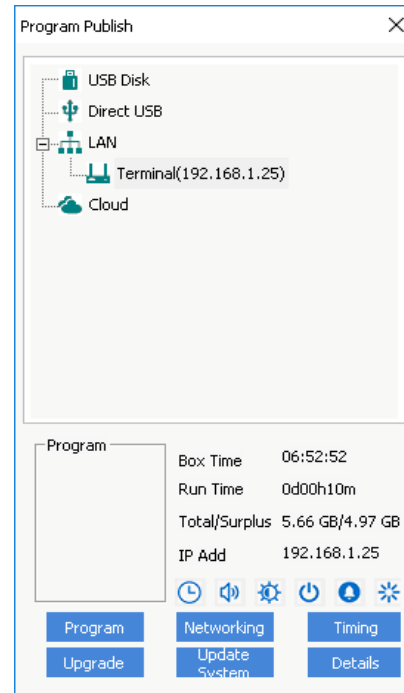 Program Publish
USB Disk
Direct USB
LAN
Terminal(192.168.1.25)
Cloud
Program
Box Time 06:52:52
Run Time 0d00h10m
Total/Surplus 5.66 GB/4.97 GB
IP Add 192.168.1.25
Program Networking Timing
Upgrade Update System Details